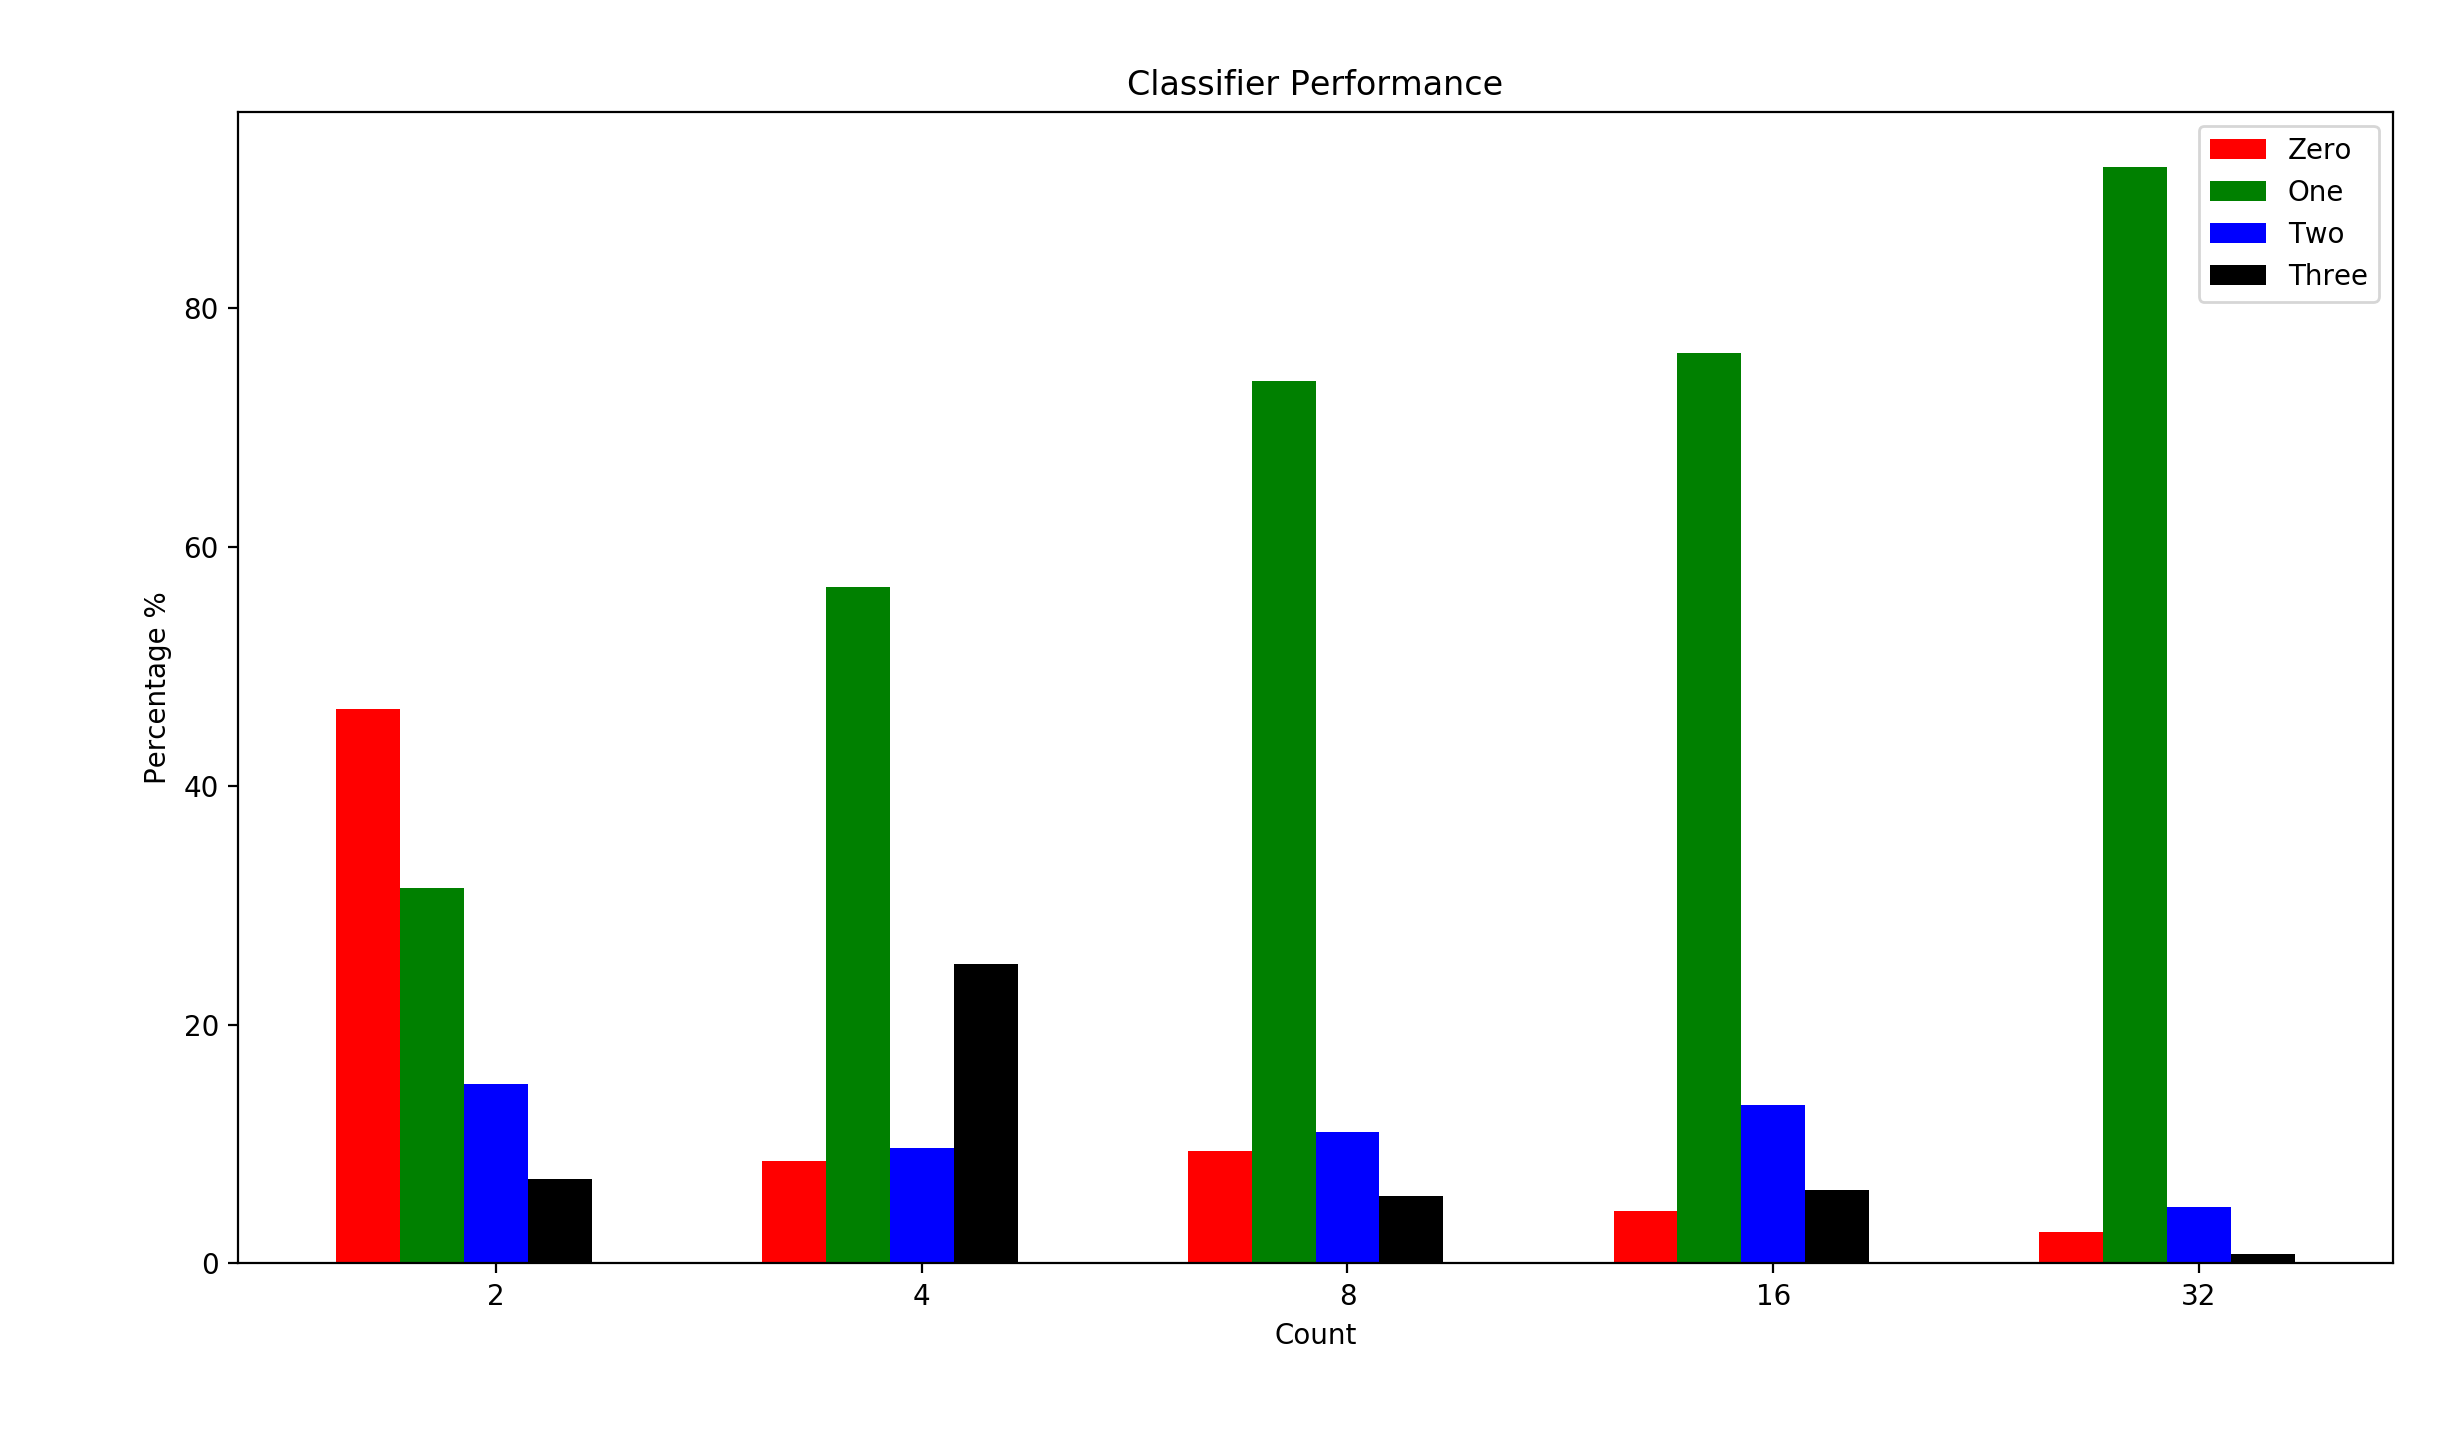 Classifier Performance
Zero
One
Two
Three
80
60
40
20
0
Percentage %
2 4 8 16 32
Count